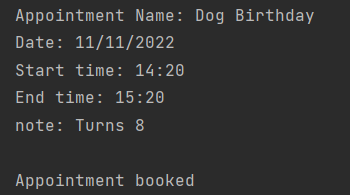 Appointment Name: Dog Birthday
Date: 11/11/2022
Start time: 14:20
End time: 15:20
note: Turns 8
Appointment booked